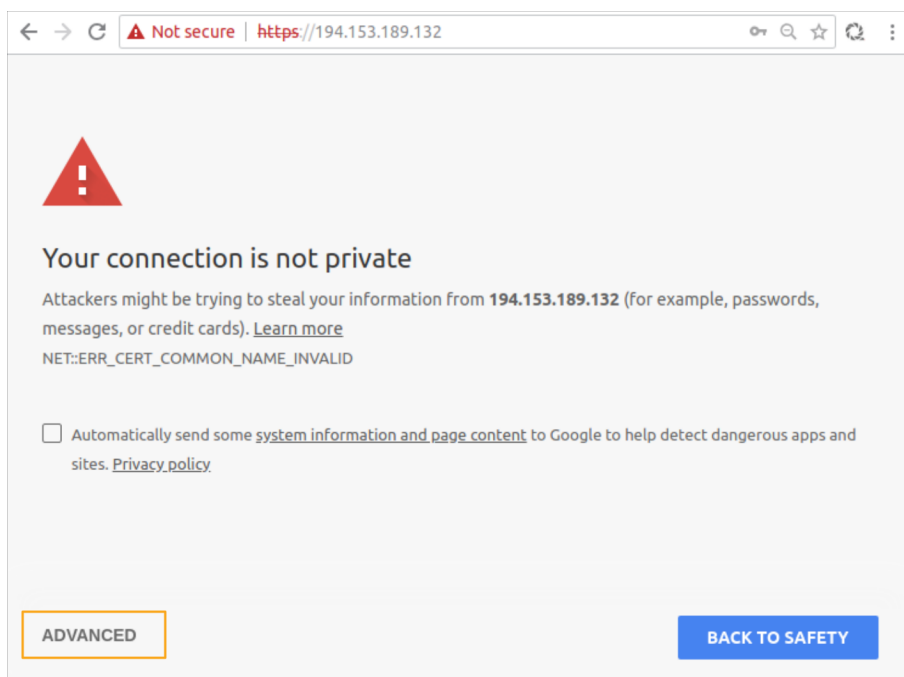 Not secure https://194.153.189.132
Your connection is not private
Attackers might be trying to steal your information from 194.153.189.132 (for example, passwords,
messages, or credit cards). Learn more
NET::ERR_CERT_COMMON_NAME_INVALID
Automatically send some system information and page content to Google to help detect dangerous apps and
sites. Privacy policy
ADVANCED
BACK TO SAFETY